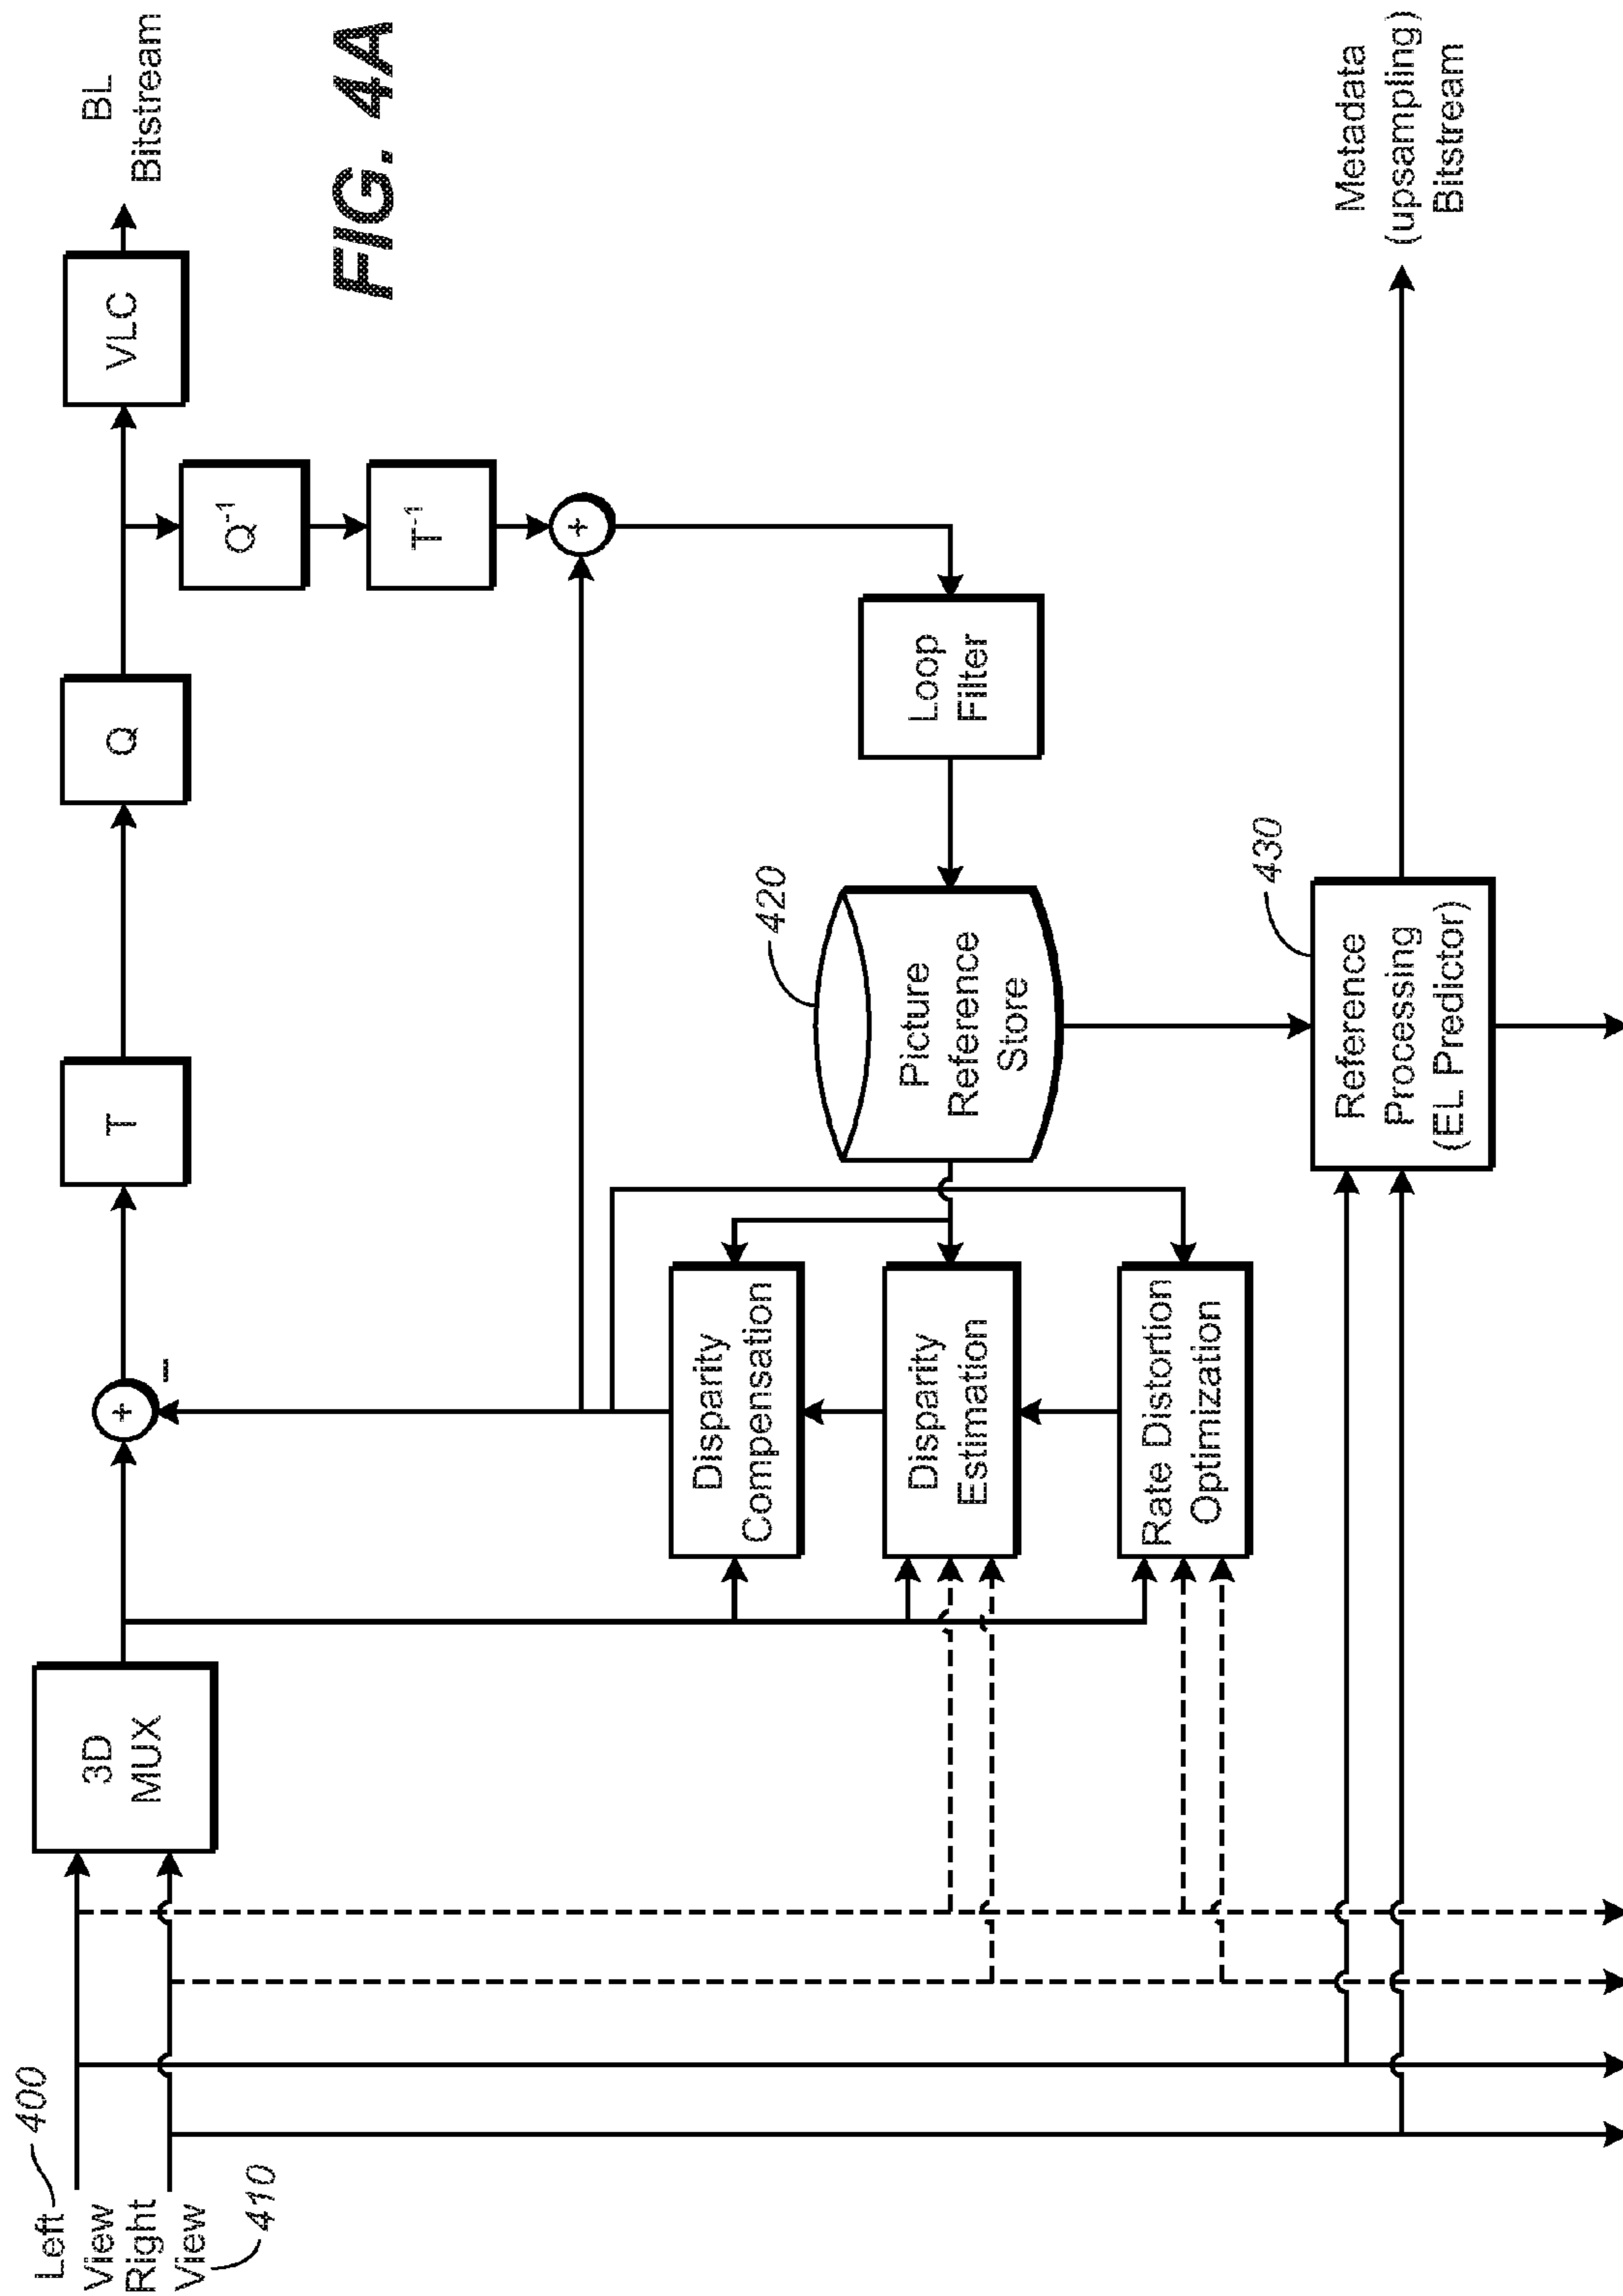 Left
View
400
Right
View
410
3D
MUX
+
–
T
Q
VLC
BL
Bitstream
Q-1
T-1
+
FIG. 4A
Disparity
Compensation
Disparity
Estimation
Rate Distortion
Optimization
Picture
Reference
Store
420
Loop
Filter
Reference
Processing
(EL Predictor)
430
Metadata
(upsampling)
Bitstream